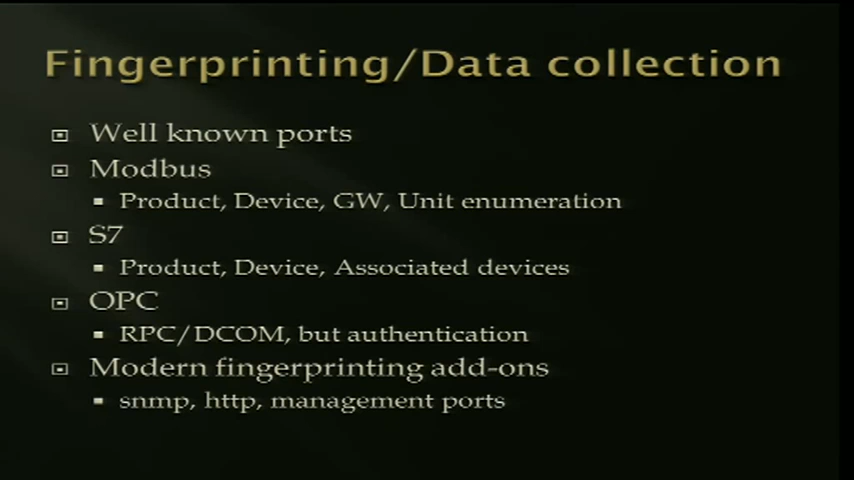 Fingerprinting/Data collection
Well known ports
Modbus
Product, Device, GW, Unit enumeration
S7
Product, Device, Associated devices
OPC
RPC/DCOM, but authentication
Modern fingerprinting add-ons
snmp, http, management ports